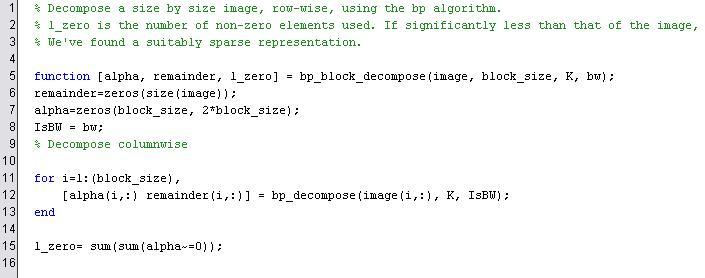 1 % Decompose a size by size image, row-wise, using the bp algorithm.
2 % l_zero is the number of non-zero elements used. If significantly less than that of the image,
3 % We've found a suitably sparse representation.
4
5 function [alpha, remainder, l_zero] = bp_block_decompose(image, block_size, K, bw);
6 remainder=zeros(size(image));
7 alpha=zeros(block_size, 2*block_size);
8 IsBW = bw;
9 % Decompose columnwise
10
11 for i=1:(block_size),
12 [alpha(i,:) remainder(i,:)] = bp_decompose(image(i,:), K, IsBW);
13 end
14
15 l_zero= sum(sum(alpha~=0));
16